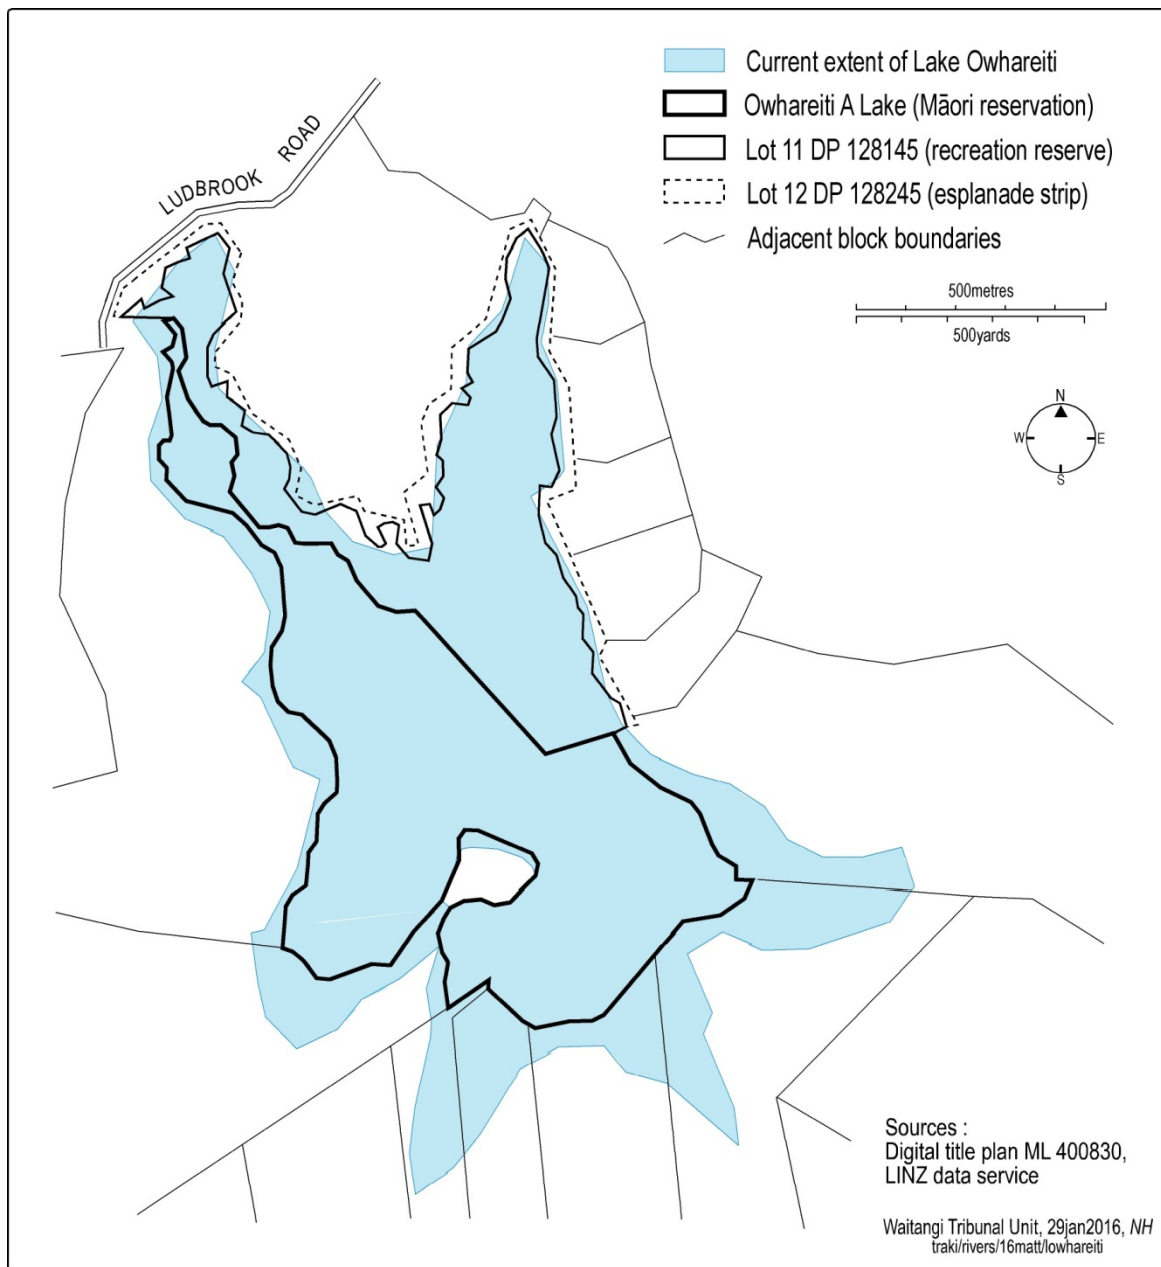 Current extent of Lake Owhareiti
Owhareiti A Lake (Māori reservation)
Lot 11 DP 128145 (recreation reserve)
Lot 12 DP 128245 (esplanade strip)
Adjacent block boundaries
LUDBROOK ROAD
500metres
500yards
N
W E
S
Sources :
Digital title plan ML 400830,
LINZ data service
Waitangi Tribunal Unit, 29jan2016, NH
traki/rivers/16matt/lowhareiti